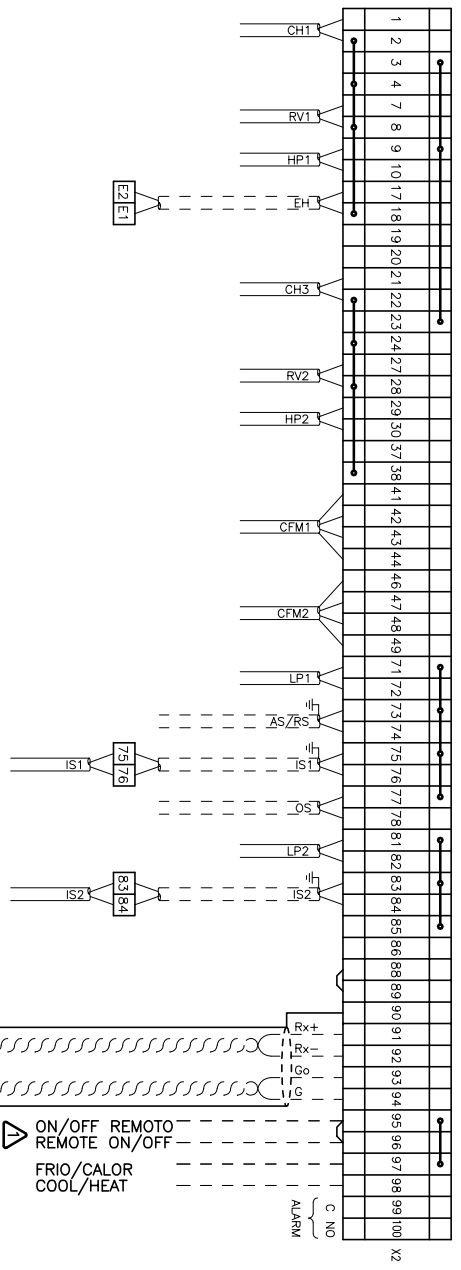 1
2
3
4
7
8
9
10
17
18
19
20
21
22
23
24
27
28
29
30
37
38
41
42
43
44
46
47
48
49
71
72
73
74
75
76
77
78
81
82
83
84
85
86
88
89
90
91
92
93
94
95
96
97
98
99
100
X2
CH1
RV1
HP1
EH
E2 E1
CH3
RV2
HP2
CFM1
CFM2
LP1
AS/RS
IS1
75 76
IS1
OS
LP2
IS2
83 84
IS2
Rx+
Rx-
Go
G
1
ON/OFF REMOTO
REMOTE ON/OFF
FRIO/CALOR
COOL/HEAT
C NO
ALARM